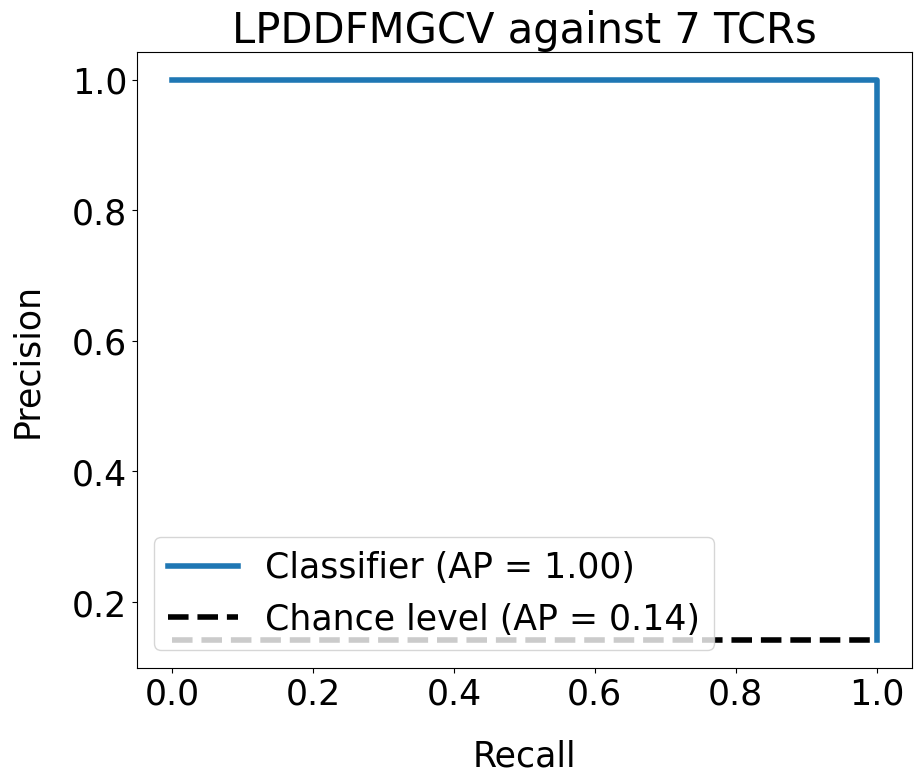 LPDDFMGCV against 7 TCRs
1.0
0.8
0.6
0.4
0.2
Precision
Classifier (AP = 1.00)
Chance level (AP = 0.14)
0.0 0.2 0.4 0.6 0.8 1.0
Recall